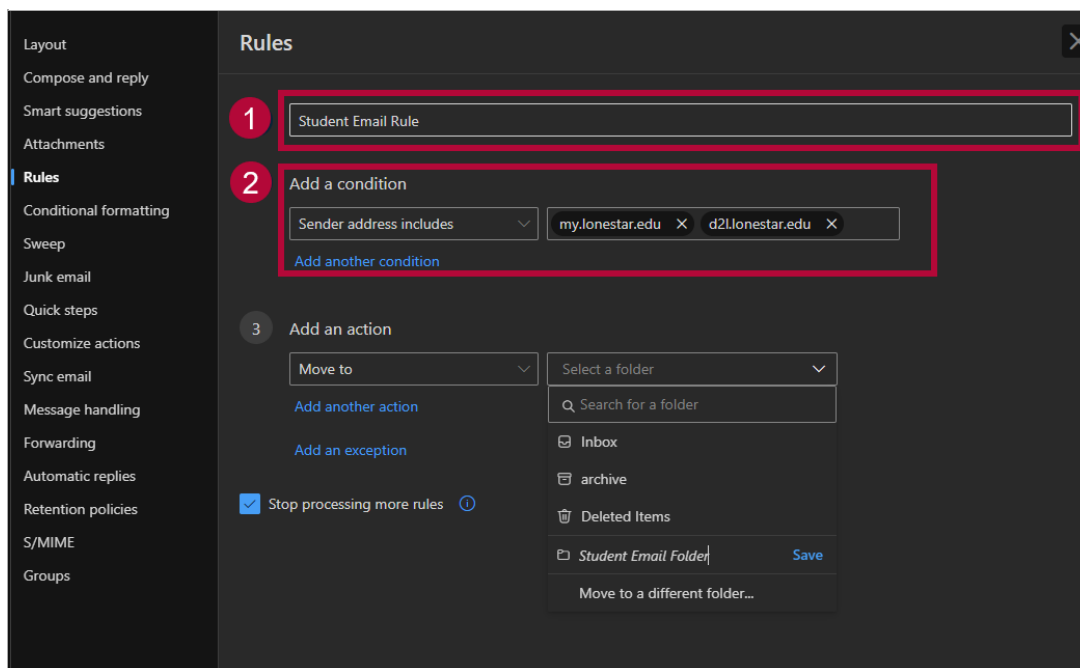 Layout
Compose and reply
Smart suggestions
Attachments
Rules
Conditional formatting
Sweep
Junk email
Quick steps
Customize actions
Sync email
Message handling
Forwarding
Automatic replies
Retention policies
S/MIME
Groups
Rules
1
Student Email Rule
2
Add a condition
Sender address includes my.lonestar.edu d2l.lonestar.edu
Add another condition
3 Add an action
Move to Select a folder
Search for a folder
Add another action
Inbox
Add an exception
archive
Stop processing more rules
Deleted Items
Student Email Folder Save
Move to a different folder...